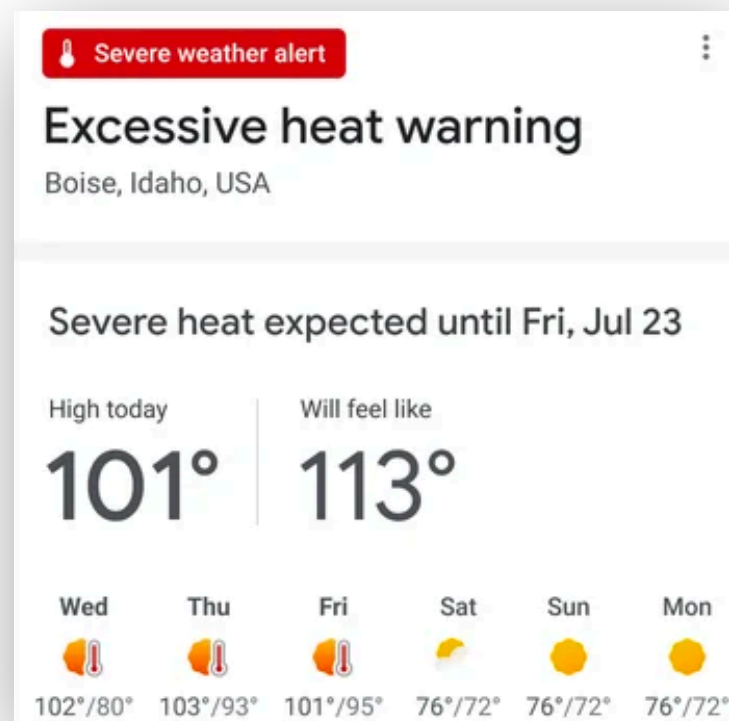 Severe weather alert
Excessive heat warning
Boise, Idaho, USA
Severe heat expected until Fri, Jul 23
High today Will feel like
101° 113°
Wed Thu Fri Sat Sun Mon
102°/80° 103°/93° 101°/95° 76°/72° 76°/72° 76°/72°